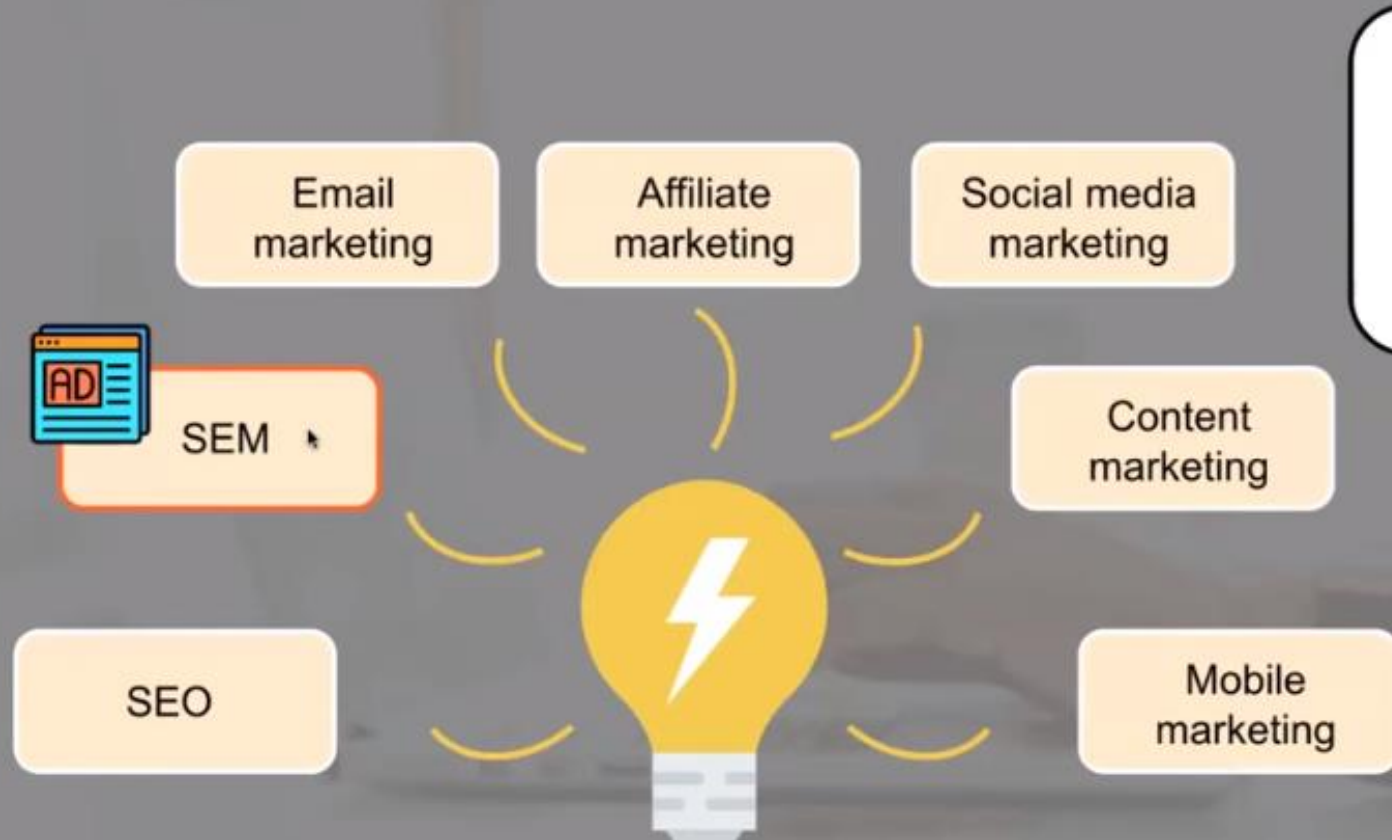 Email
marketing
Affiliate
marketing
Social media
marketing
AD
SEM
Content
marketing
SEO
Mobile
marketing